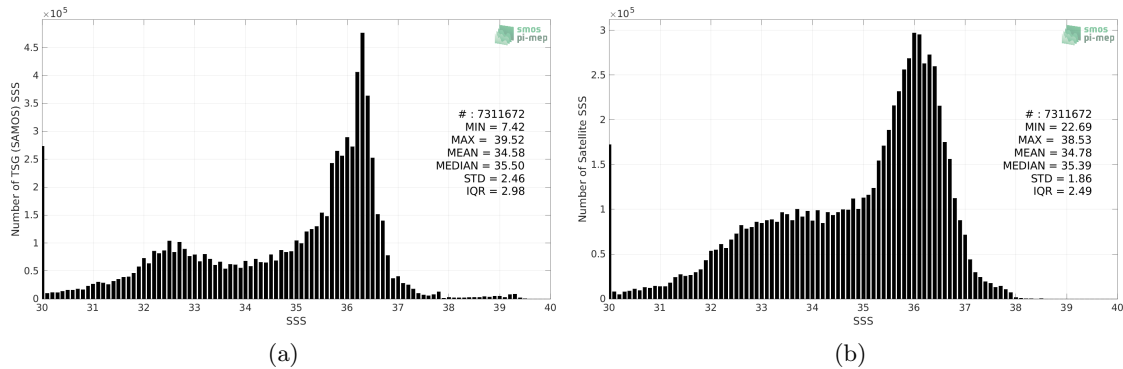 ×10⁵
4.5
4
3.5
3
2.5
2
1.5
1
0.5
0
Number of TSG (SAMOS) SSS
smos
pi-mep
# : 7311672
MIN = 7.42
MAX = 39.52
MEAN = 34.58
MEDIAN = 35.50
STD = 2.46
IQR = 2.98
30 31 32 33 34 35 36 37 38 39 40
SSS
(a)
×10⁵
3
2.5
2
1.5
1
0.5
0
Number of Satellite SSS
smos
pi-mep
# : 7311672
MIN = 22.69
MAX = 38.53
MEAN = 34.78
MEDIAN = 35.39
STD = 1.86
IQR = 2.49
30 31 32 33 34 35 36 37 38 39 40
SSS
(b)